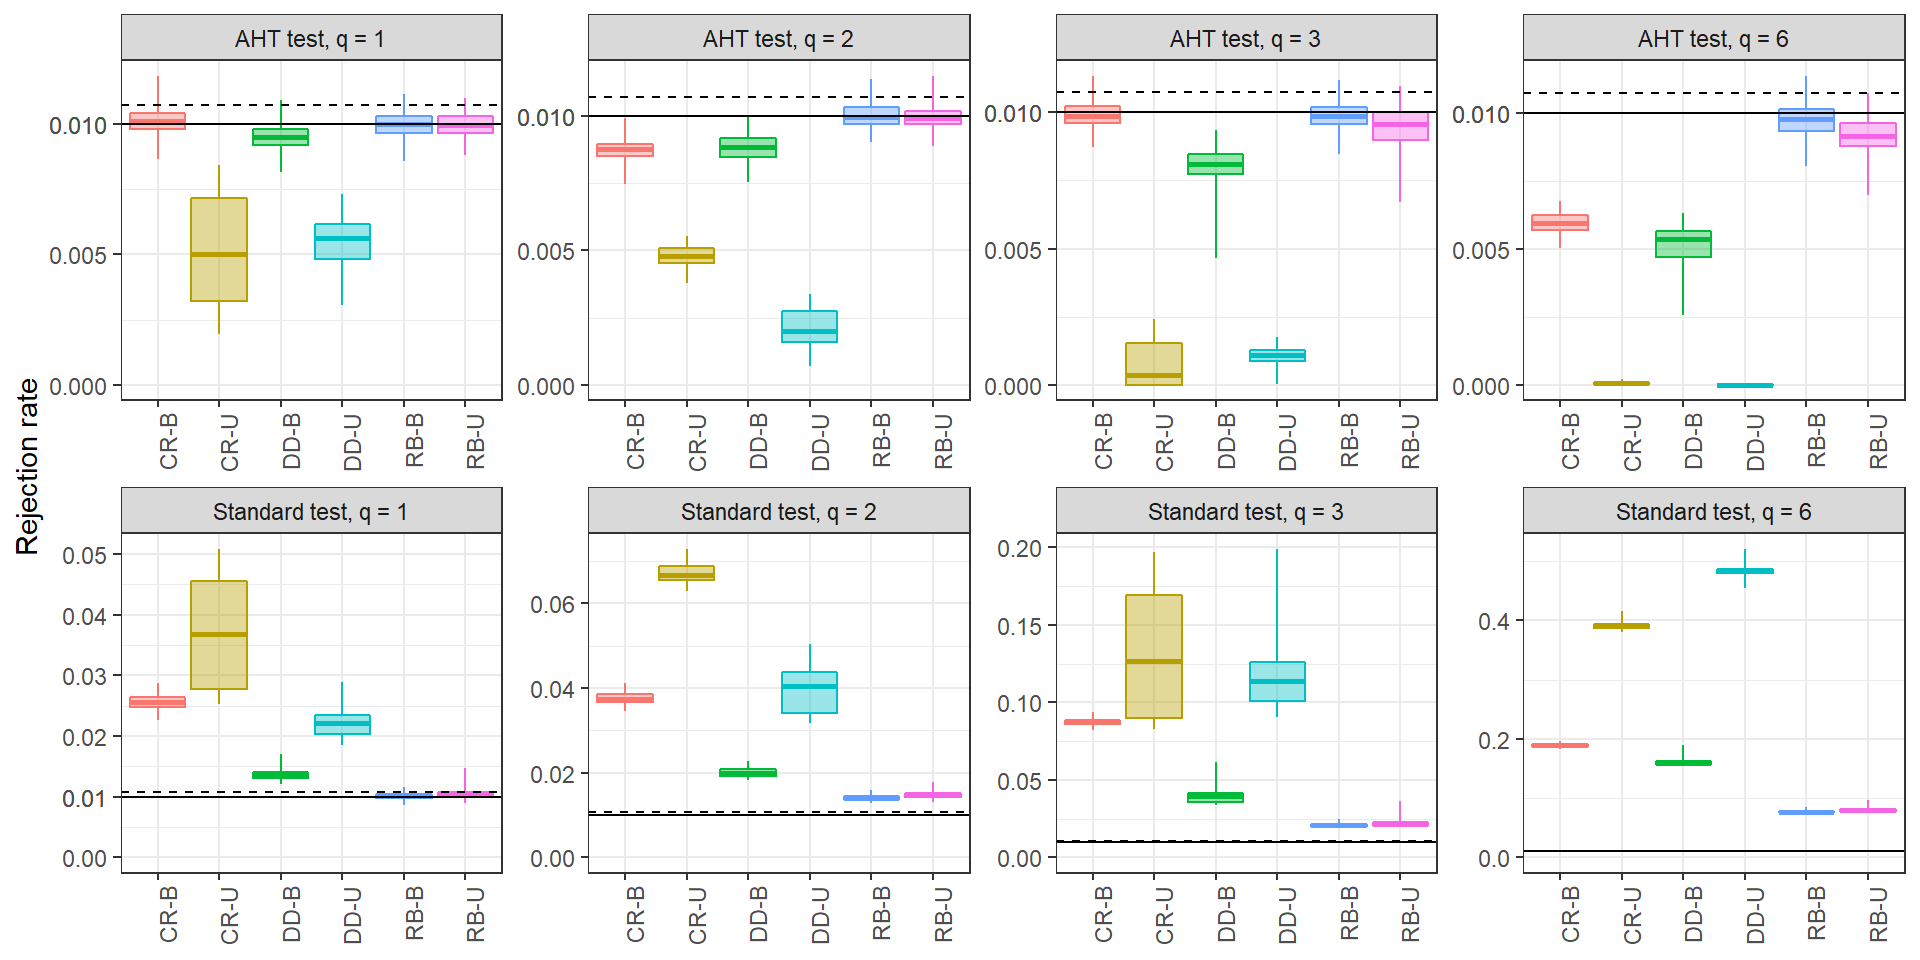 AHT test, q = 1
AHT test, q = 2
AHT test, q = 3
AHT test, q = 6
0.010
0.005
0.000
CR-B
CR-U
DD-B
DD-U
RB-B
RB-U
0.010
0.005
0.000
CR-B
CR-U
DD-B
DD-U
RB-B
RB-U
0.010
0.005
0.000
CR-B
CR-U
DD-B
DD-U
RB-B
RB-U
0.010
0.005
0.000
CR-B
CR-U
DD-B
DD-U
RB-B
RB-U
Rejection rate
Standard test, q = 1
Standard test, q = 2
Standard test, q = 3
Standard test, q = 6
0.05
0.04
0.03
0.02
0.01
0.00
CR-B
CR-U
DD-B
DD-U
RB-B
RB-U
0.06
0.04
0.02
0.00
CR-B
CR-U
DD-B
DD-U
RB-B
RB-U
0.20
0.15
0.10
0.05
0.00
CR-B
CR-U
DD-B
DD-U
RB-B
RB-U
0.4
0.2
0.0
CR-B
CR-U
DD-B
DD-U
RB-B
RB-U